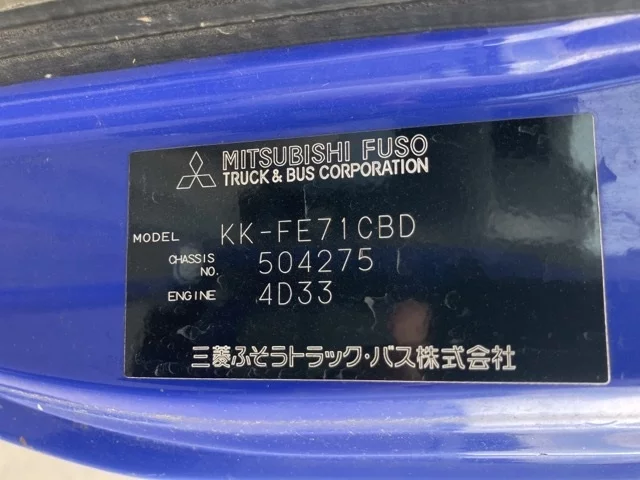 MITSUBISHI FUSO
TRUCK & BUS CORPORATION
MODEL KK-FE71CBD
CHASSIS NO. 504275
ENGINE 4D33
三菱ふそうトラック・バス株式会社